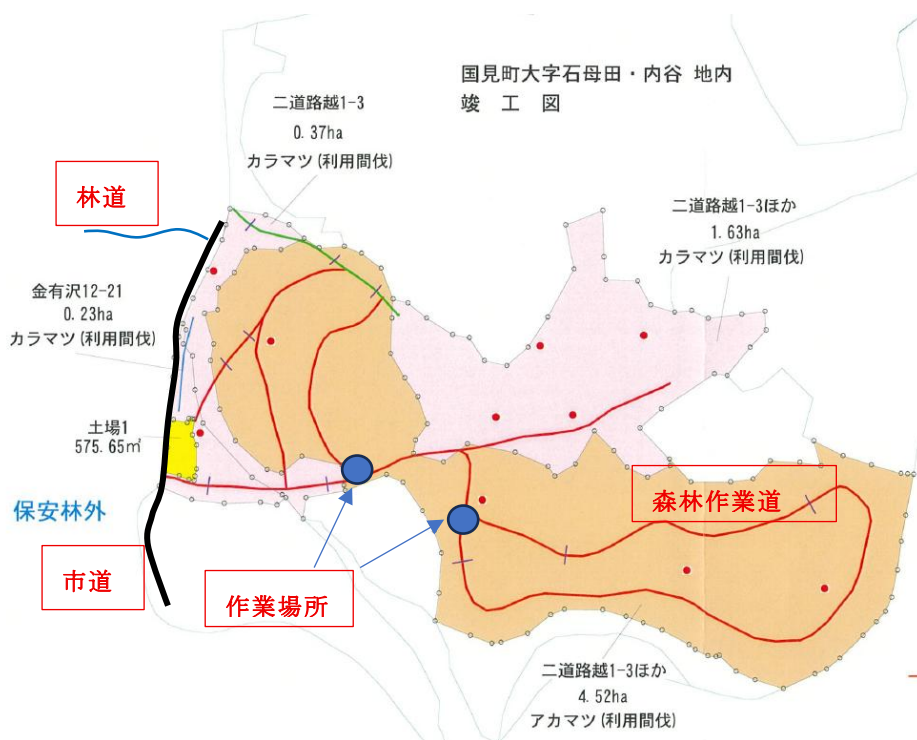 国見町大字石母田・内谷 地内
竣 工 図
二道路越1-3
0.37ha
カラマツ(利用間伐)
林道
二道路越1-3ほか
1.63ha
カラマツ(利用間伐)
金有沢12-21
0.23ha
カラマツ(利用間伐)
土場1
575.65㎡
保安林外
森林作業道
市道
作業場所
二道路越1-3ほか
4.52ha
アカマツ(利用間伐)